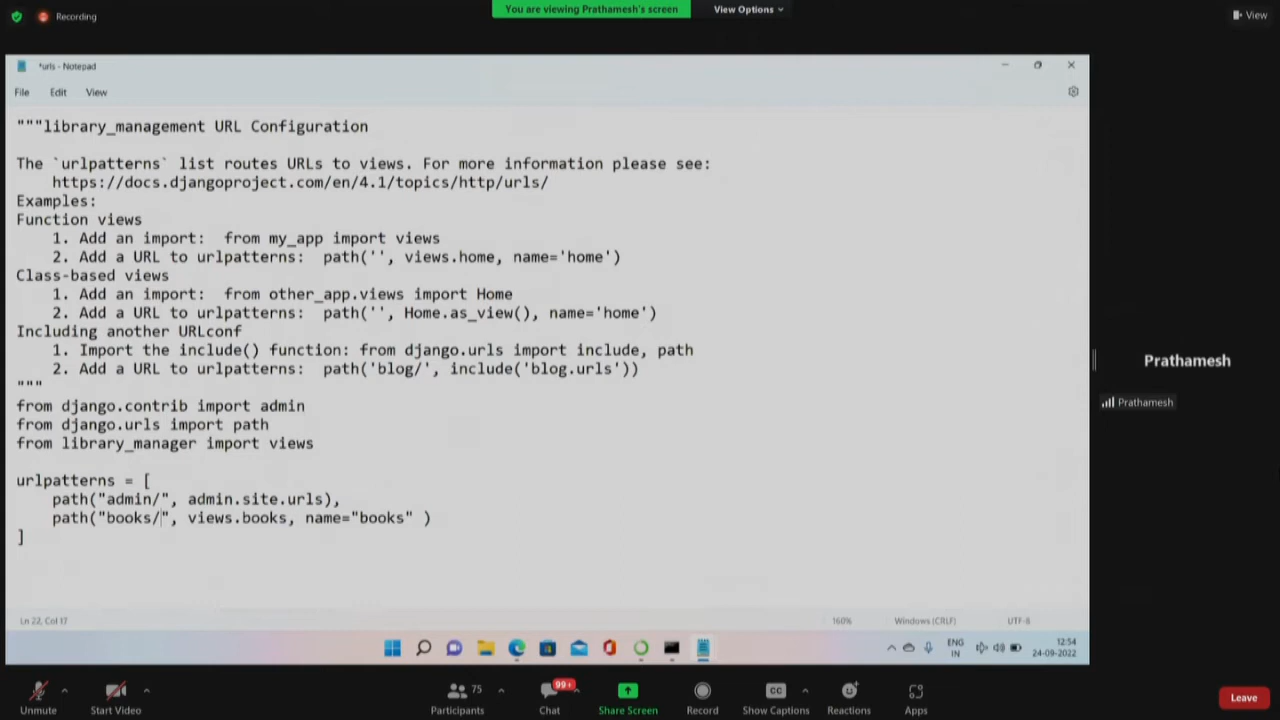 Recording
You are viewing Prathamesh's screen
View Options
View
*urls - Notepad
File Edit View
"""library_management URL Configuration
The `urlpatterns` list routes URLs to views. For more information please see:
https://docs.djangoproject.com/en/4.1/topics/http/urls/
Examples:
Function views
1. Add an import:  from my_app import views
2. Add a URL to urlpatterns:  path('', views.home, name='home')
Class-based views
1. Add an import:  from other_app.views import Home
2. Add a URL to urlpatterns:  path('', Home.as_view(), name='home')
Including another URLconf
1. Import the include() function: from django.urls import include, path
2. Add a URL to urlpatterns:  path('blog/', include('blog.urls'))
"""
from django.contrib import admin
from django.urls import path
from library_manager import views
urlpatterns = [
path("admin/", admin.site.urls),
path("books/", views.books, name="books" )
]
Prathamesh
Prathamesh
Ln 22, Col 17
160%
Windows (CRLF)
UTF-8
ENG
IN
12:54
24-09-2022
Unmute
Start Video
75
Participants
99+
Chat
Share Screen
Record
CC
Show Captions
Reactions
Apps
Leave